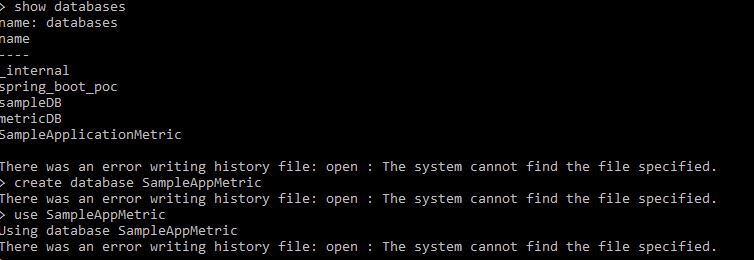 > show databases
name: databases
name
----
_internal
spring_boot_poc
sampleDB
metricDB
SampleApplicationMetric
There was an error writing history file: open : The system cannot find the file specified.
> create database SampleAppMetric
There was an error writing history file: open : The system cannot find the file specified.
> use SampleAppMetric
Using database SampleAppMetric
There was an error writing history file: open : The system cannot find the file specified.